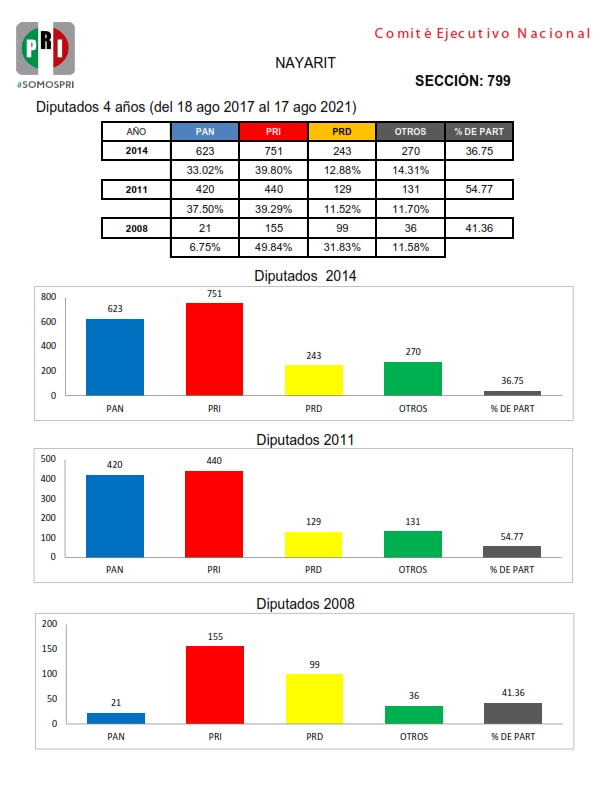 Comité Ejecutivo Nacional
PRI
#SOMOSPRI
NAYARIT
SECCIÓN: 799
Diputados 4 años (del 18 ago 2017 al 17 ago 2021)
AÑO PAN PRI PRD OTROS % DE PART
2014 623 751 243 270 36.75
33.02% 39.80% 12.88% 14.31%
2011 420 440 129 131 54.77
37.50% 39.29% 11.52% 11.70%
2008 21 155 99 36 41.36
6.75% 49.84% 31.83% 11.58%
Diputados 2014
800
600
400
200
0
623
751
243
270
36.75
PAN PRI PRD OTROS % DE PART
Diputados 2011
500
400
300
200
100
0
420
440
129
131
54.77
PAN PRI PRD OTROS % DE PART
Diputados 2008
200
150
100
50
0
21
155
99
36
41.36
PAN PRI PRD OTROS % DE PART